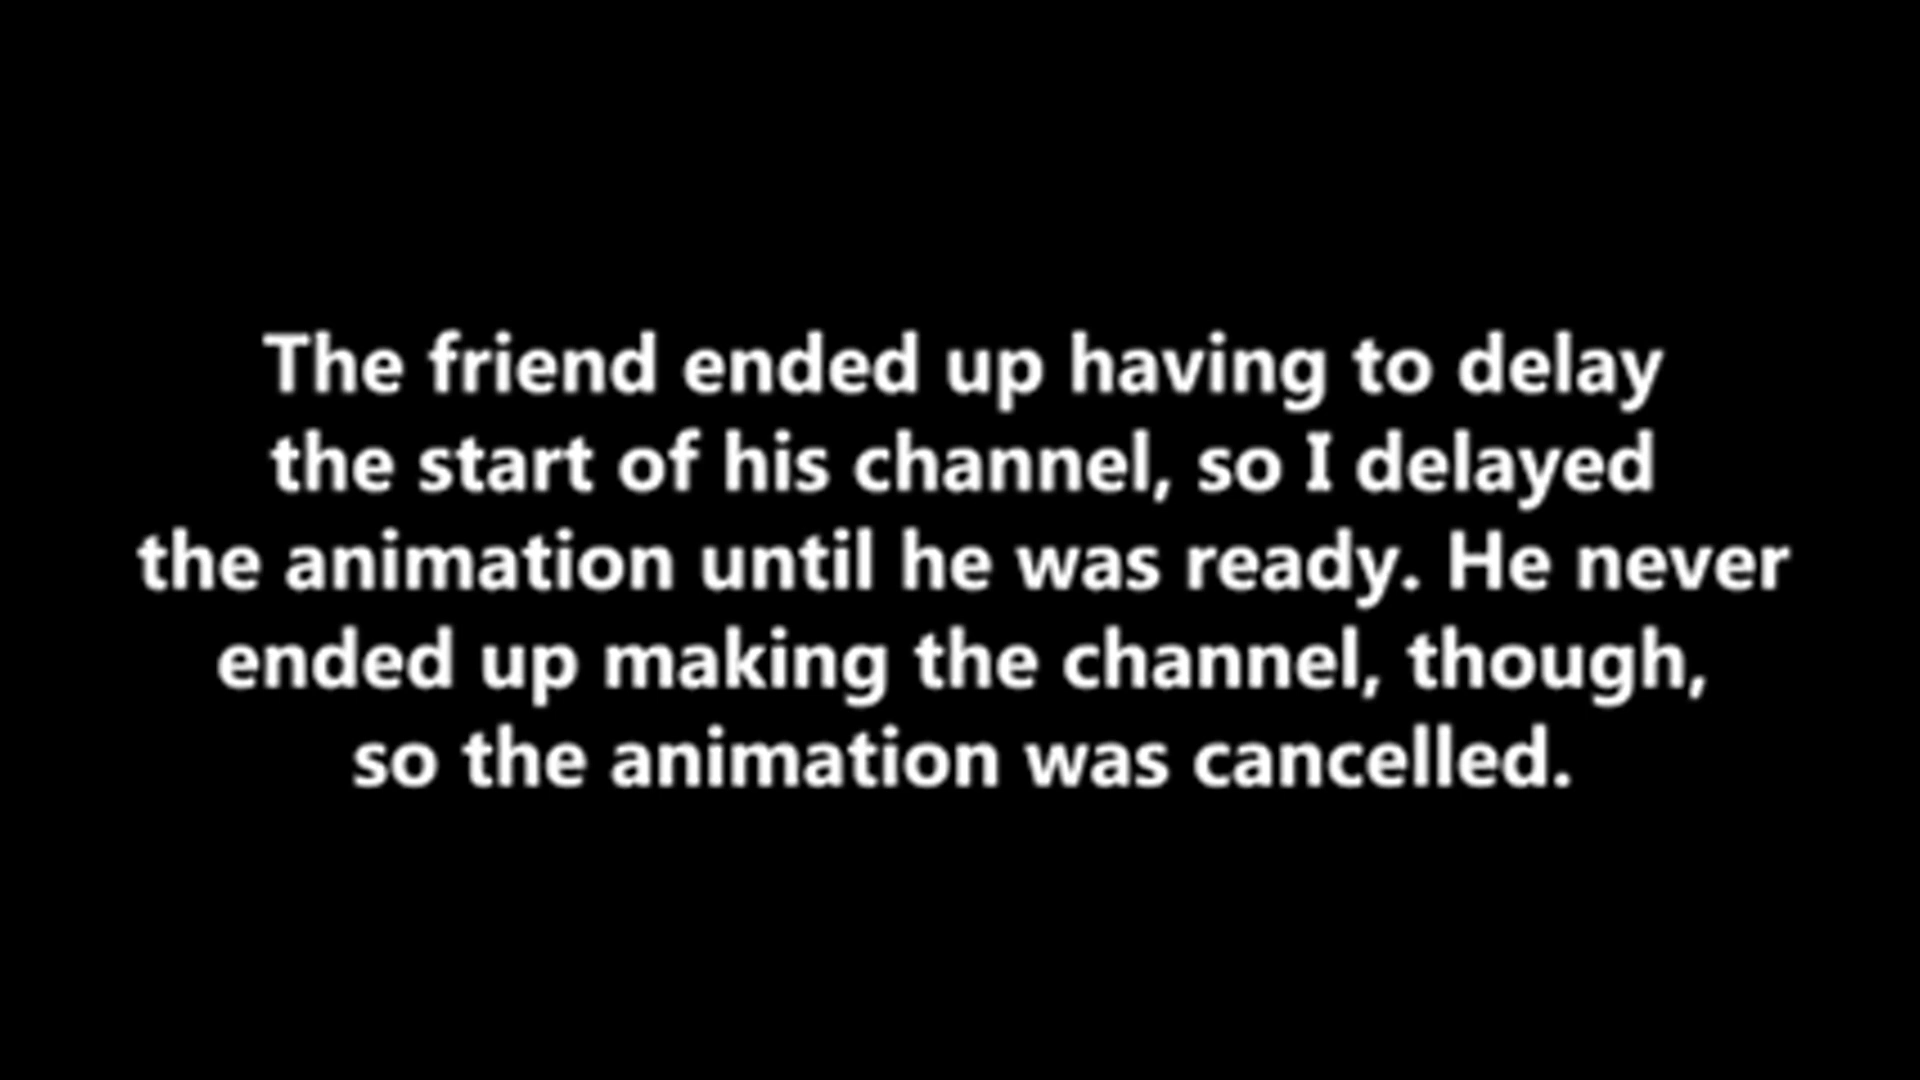 The friend ended up having to delay
the start of his channel, so I delayed
the animation until he was ready. He never
ended up making the channel, though,
so the animation was cancelled.